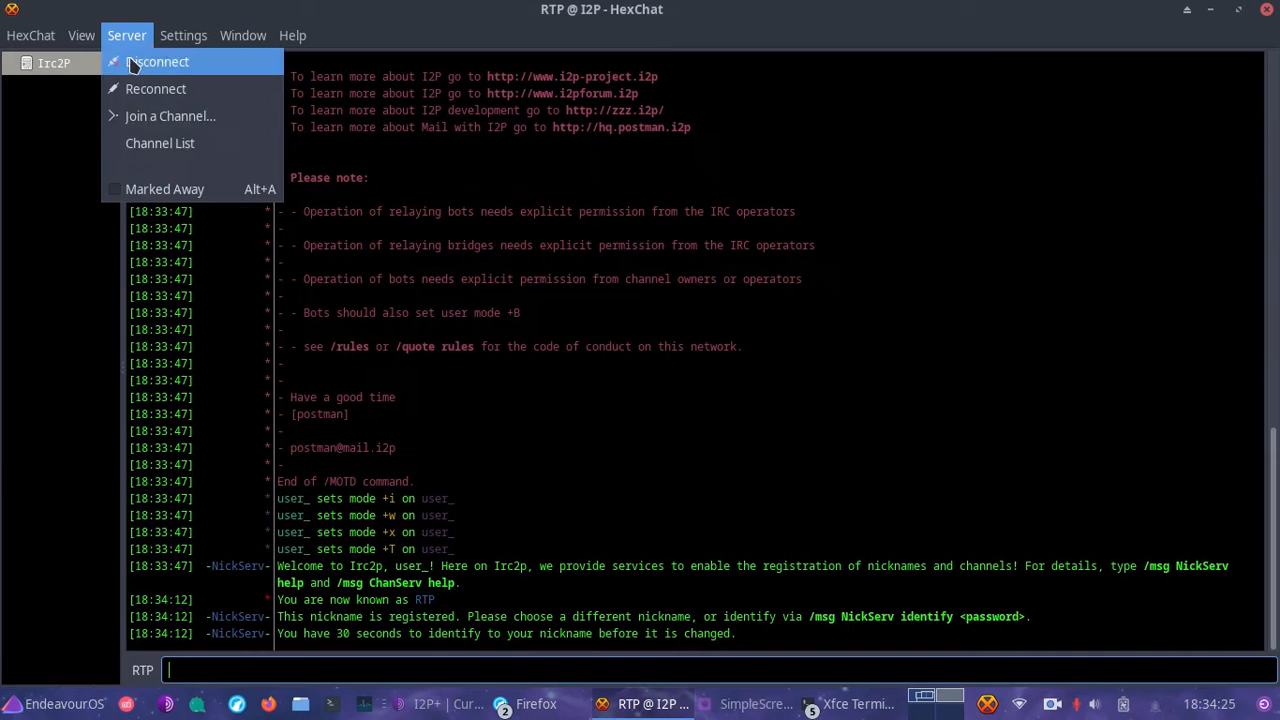 RTP @ I2P - HexChat
HexChat View Server Settings Window Help
Irc2P
Disconnect
Reconnect
Join a Channel...
Channel List
Marked Away Alt+A
To learn more about I2P go to http://www.i2p-project.i2p
To learn more about I2P go to http://www.i2pforum.i2p
To learn more about I2P development go to http://zzz.i2p/
To learn more about Mail with I2P go to http://hq.postman.i2p
Please note:
[18:33:47] * - - Operation of relaying bots needs explicit permission from the IRC operators
[18:33:47] * -
[18:33:47] * - - Operation of relaying bridges needs explicit permission from the IRC operators
[18:33:47] * -
[18:33:47] * - - Operation of bots needs explicit permission from channel owners or operators
[18:33:47] * -
[18:33:47] * - - Bots should also set user mode +B
[18:33:47] * -
[18:33:47] * - - see /rules or /quote rules for the code of conduct on this network.
[18:33:47] * -
[18:33:47] * -
[18:33:47] * - Have a good time
[18:33:47] * - [postman]
[18:33:47] * -
[18:33:47] * - postman@mail.i2p
[18:33:47] * -
[18:33:47] * End of /MOTD command.
[18:33:47] * user_ sets mode +i on user_
[18:33:47] * user_ sets mode +w on user_
[18:33:47] * user_ sets mode +x on user_
[18:33:47] * user_ sets mode +T on user_
[18:33:47] -NickServ- Welcome to Irc2p, user_! Here on Irc2p, we provide services to enable the registration of nicknames and channels! For details, type /msg NickServ
help and /msg ChanServ help.
[18:34:12] * You are now known as RTP
[18:34:12] -NickServ- This nickname is registered. Please choose a different nickname, or identify via /msg NickServ identify <password>.
[18:34:12] -NickServ- You have 30 seconds to identify to your nickname before it is changed.
RTP
EndeavourOS I2P+ | Cur... 2 Firefox RTP @ I2P ... SimpleScre... 5 Xfce Termi... 18:34:25